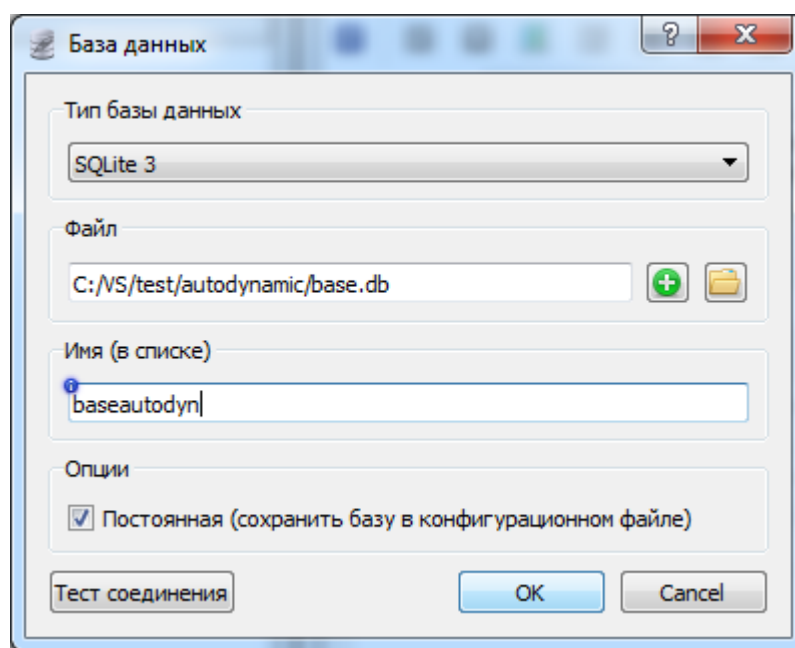 База данных
Тип базы данных
SQLite 3
Файл
C:/VS/test/autodynamic/base.db
Имя (в списке)
baseautodyn
Опции
Постоянная (сохранить базу в конфигурационном файле)
Тест соединения OK Cancel